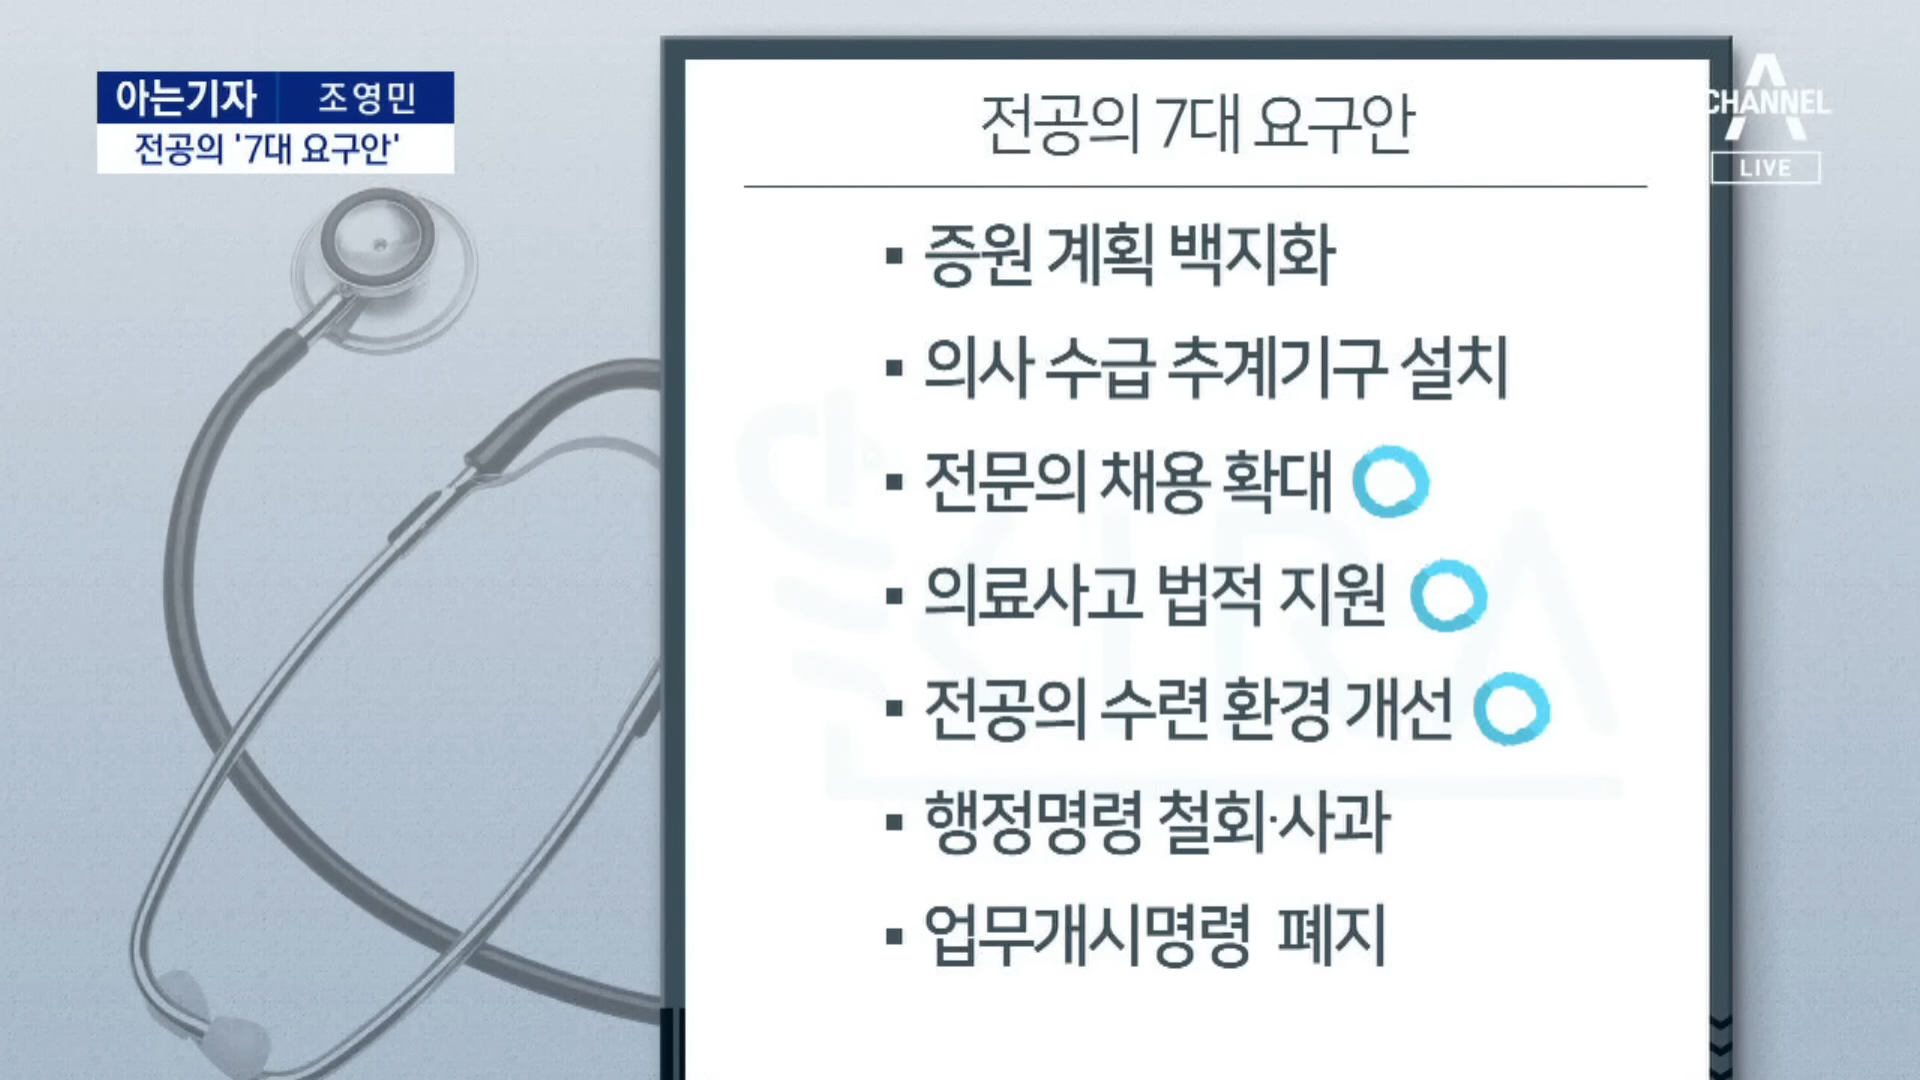 아는기자 조영민
전공의 '7대 요구안'
CHANNEL A
LIVE
전공의 7대 요구안
▪ 증원 계획 백지화
▪ 의사 수급 추계기구 설치
▪ 전문의 채용 확대
▪ 의료사고 법적 지원
▪ 전공의 수련 환경 개선
▪ 행정명령 철회·사과
▪ 업무개시명령 폐지